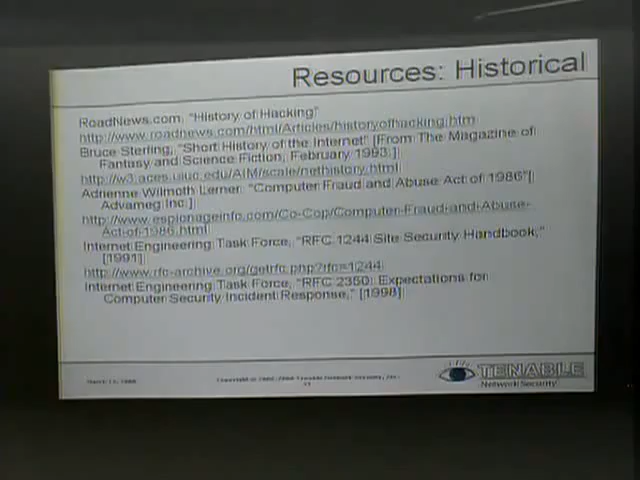 Resources: Historical
RoadNews.com, "History of Hacking"
http://www.roadnews.com/html/Articles/historyofhacking.htm
Bruce Sterling, "Short History of the Internet" [From The Magazine of
Fantasy and Science Fiction, February 1993.]
http://w3.aces.uiuc.edu/AIM/scale/nethistory.html
Adrienne Wilmoth Lerner, "Computer Fraud and Abuse Act of 1986"[
Advameg Inc.]
http://www.espionageinfo.com/Co-Cop/Computer-Fraud-and-Abuse-
Act-of-1986.html
Internet Engineering Task Force, "RFC 1244 Site Security Handbook,"
[1991]
http://www.rfc-archive.org/getrfc.php?rfc=1244
Internet Engineering Task Force, "RFC 2350: Expectations for
Computer Security Incident Response," [1998]
TENABLE
Network Security